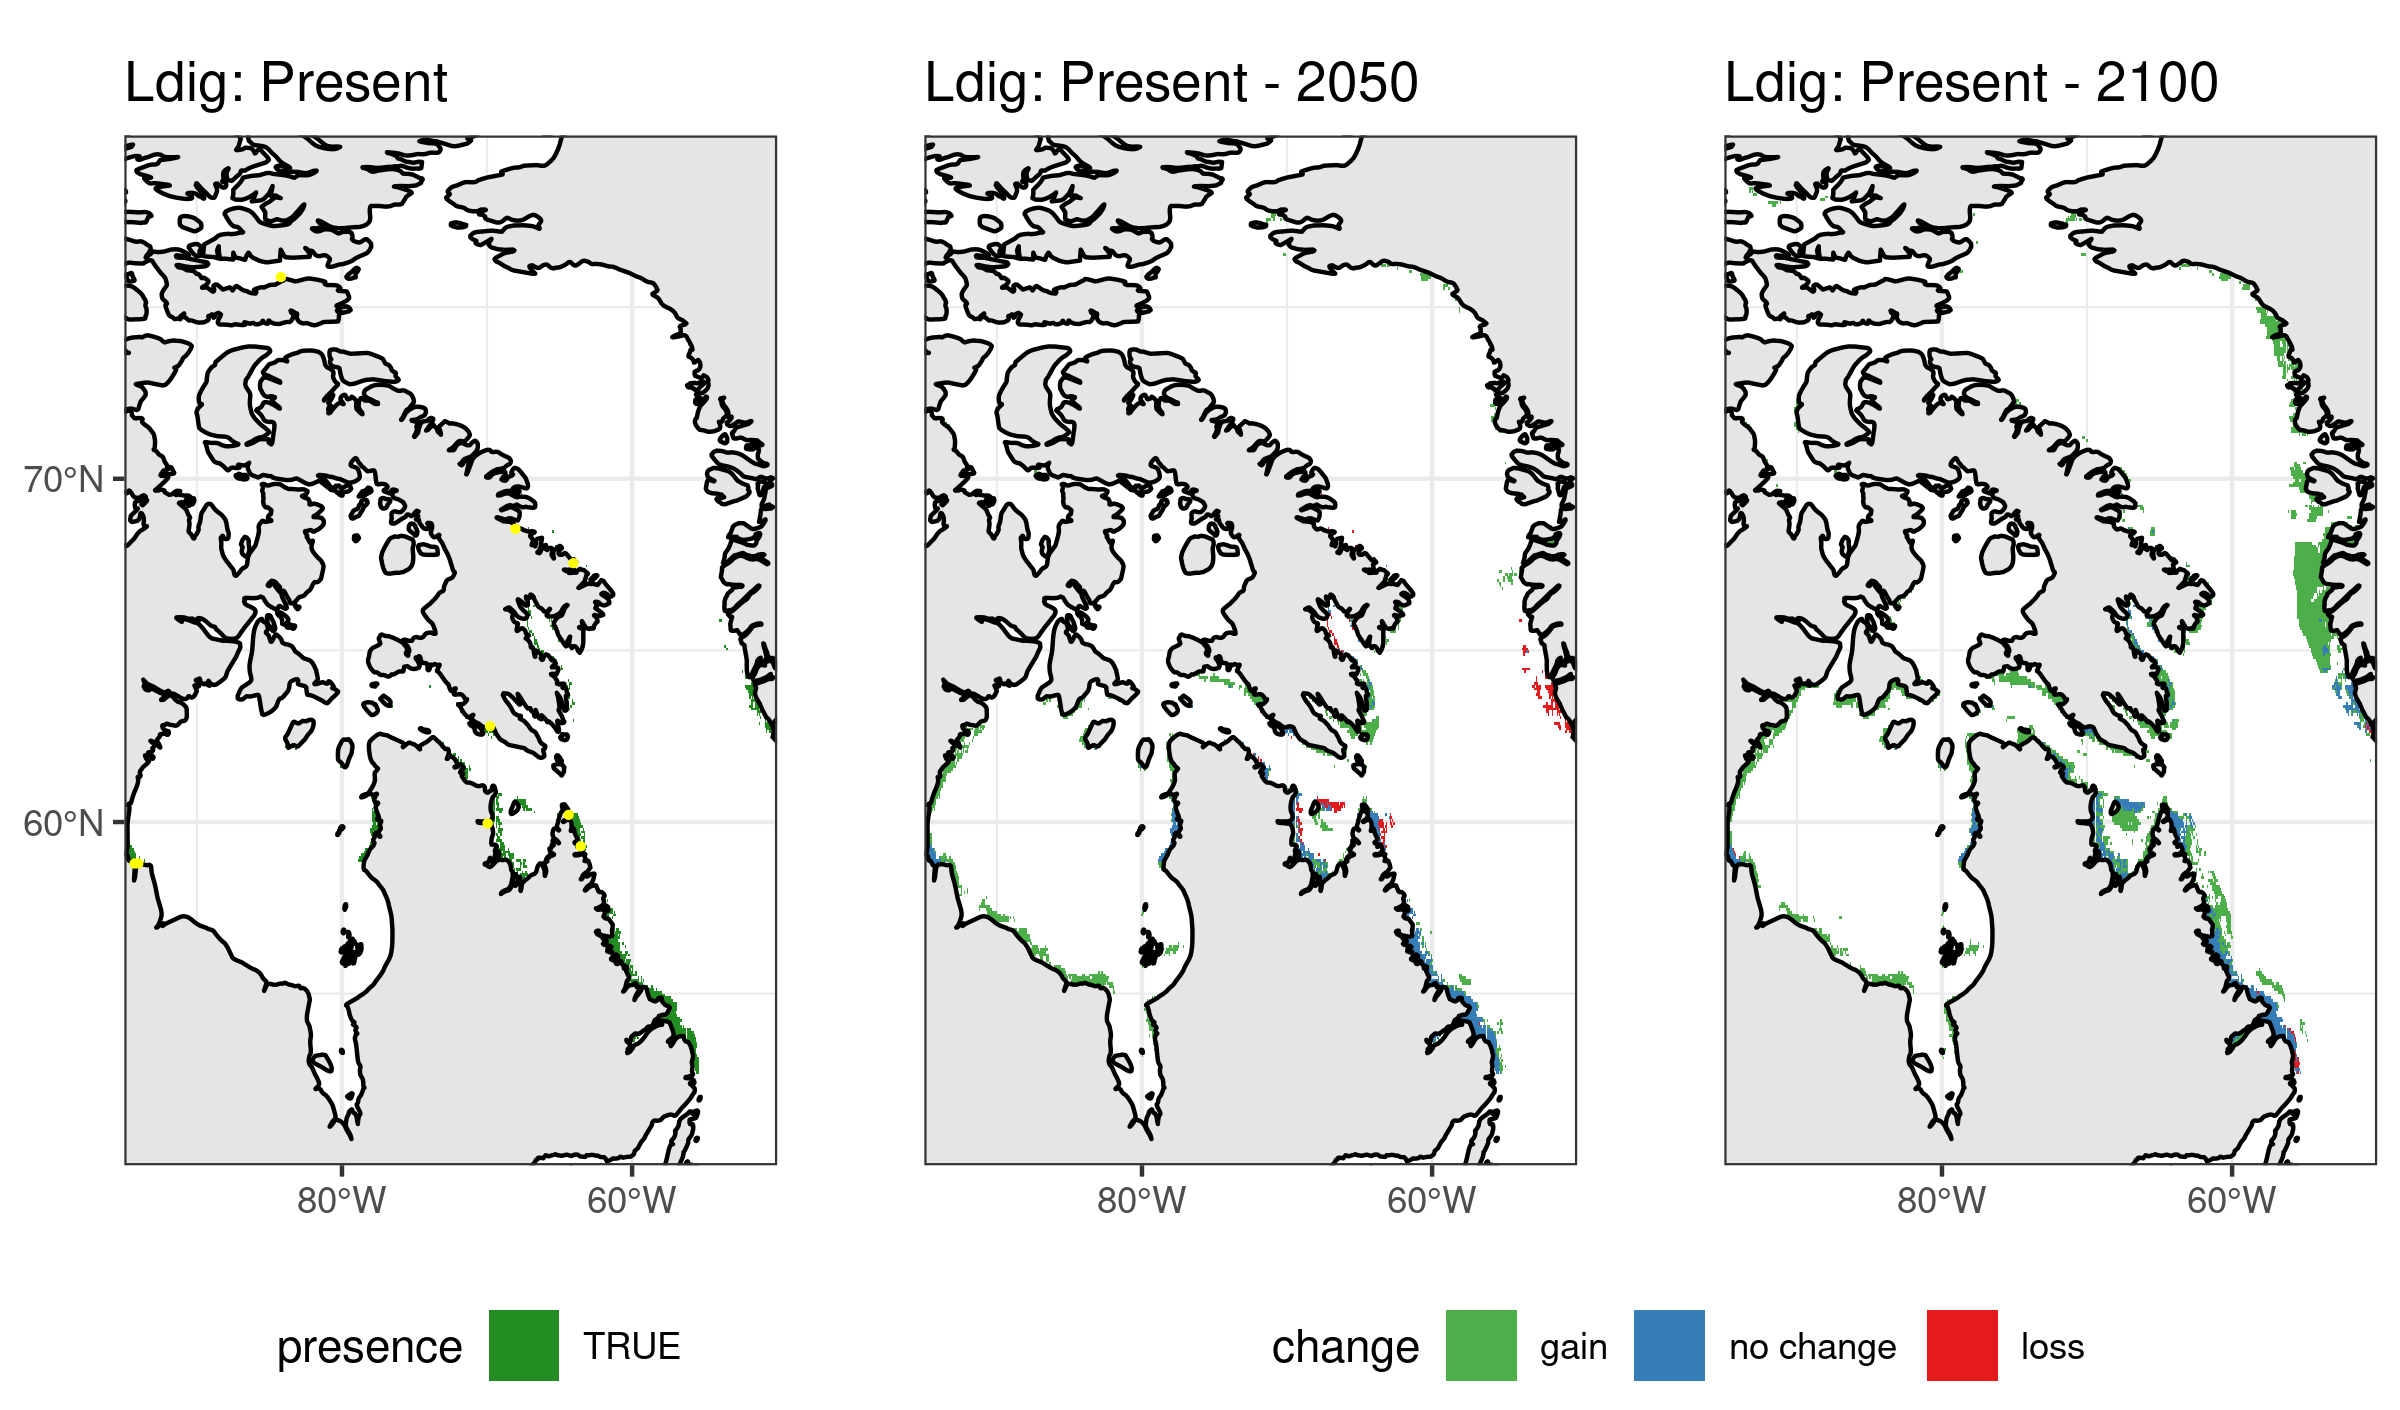 Ldig: Present
Ldig: Present - 2050
Ldig: Present - 2100
70°N
60°N
80°W
60°W
80°W
60°W
80°W
60°W
presence
TRUE
change
gain
no change
loss